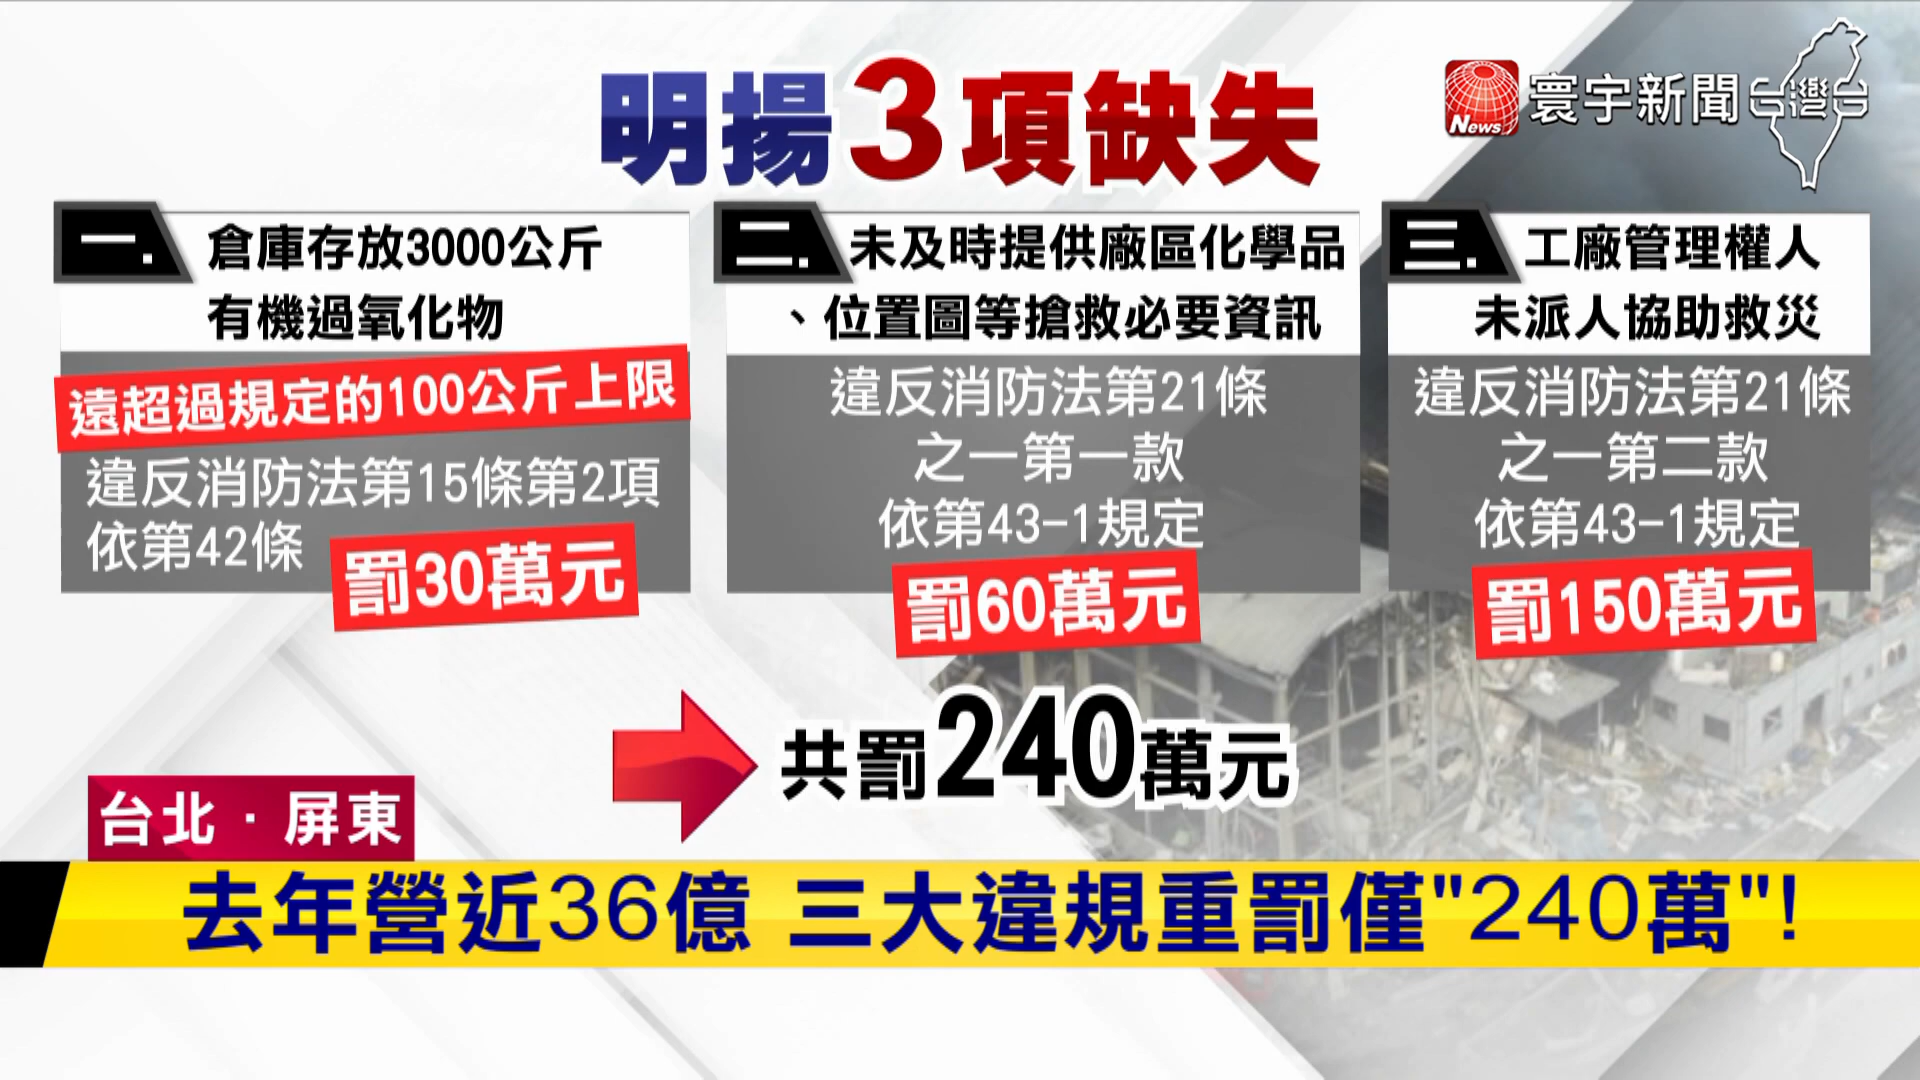 明揚3項缺失
News 寰宇新聞 台灣
一. 倉庫存放3000公斤
有機過氧化物
遠超過規定的100公斤上限
違反消防法第15條第2項
依第42條
罰30萬元
二. 未及時提供廠區化學品
、位置圖等搶救必要資訊
違反消防法第21條
之一第一款
依第43-1規定
罰60萬元
三. 工廠管理權人
未派人協助救災
違反消防法第21條
之一第二款
依第43-1規定
罰150萬元
共罰240萬元
台北・屏東
去年營近36億 三大違規重罰僅"240萬"!